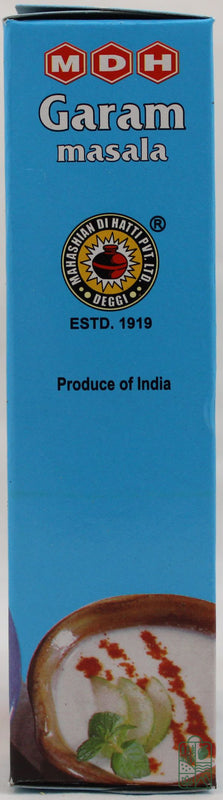 MDH
Garam
masala
MAHASHIAN DI HATTI PVT. LTD.
®
DEGGI
ESTD. 1919
Produce of India